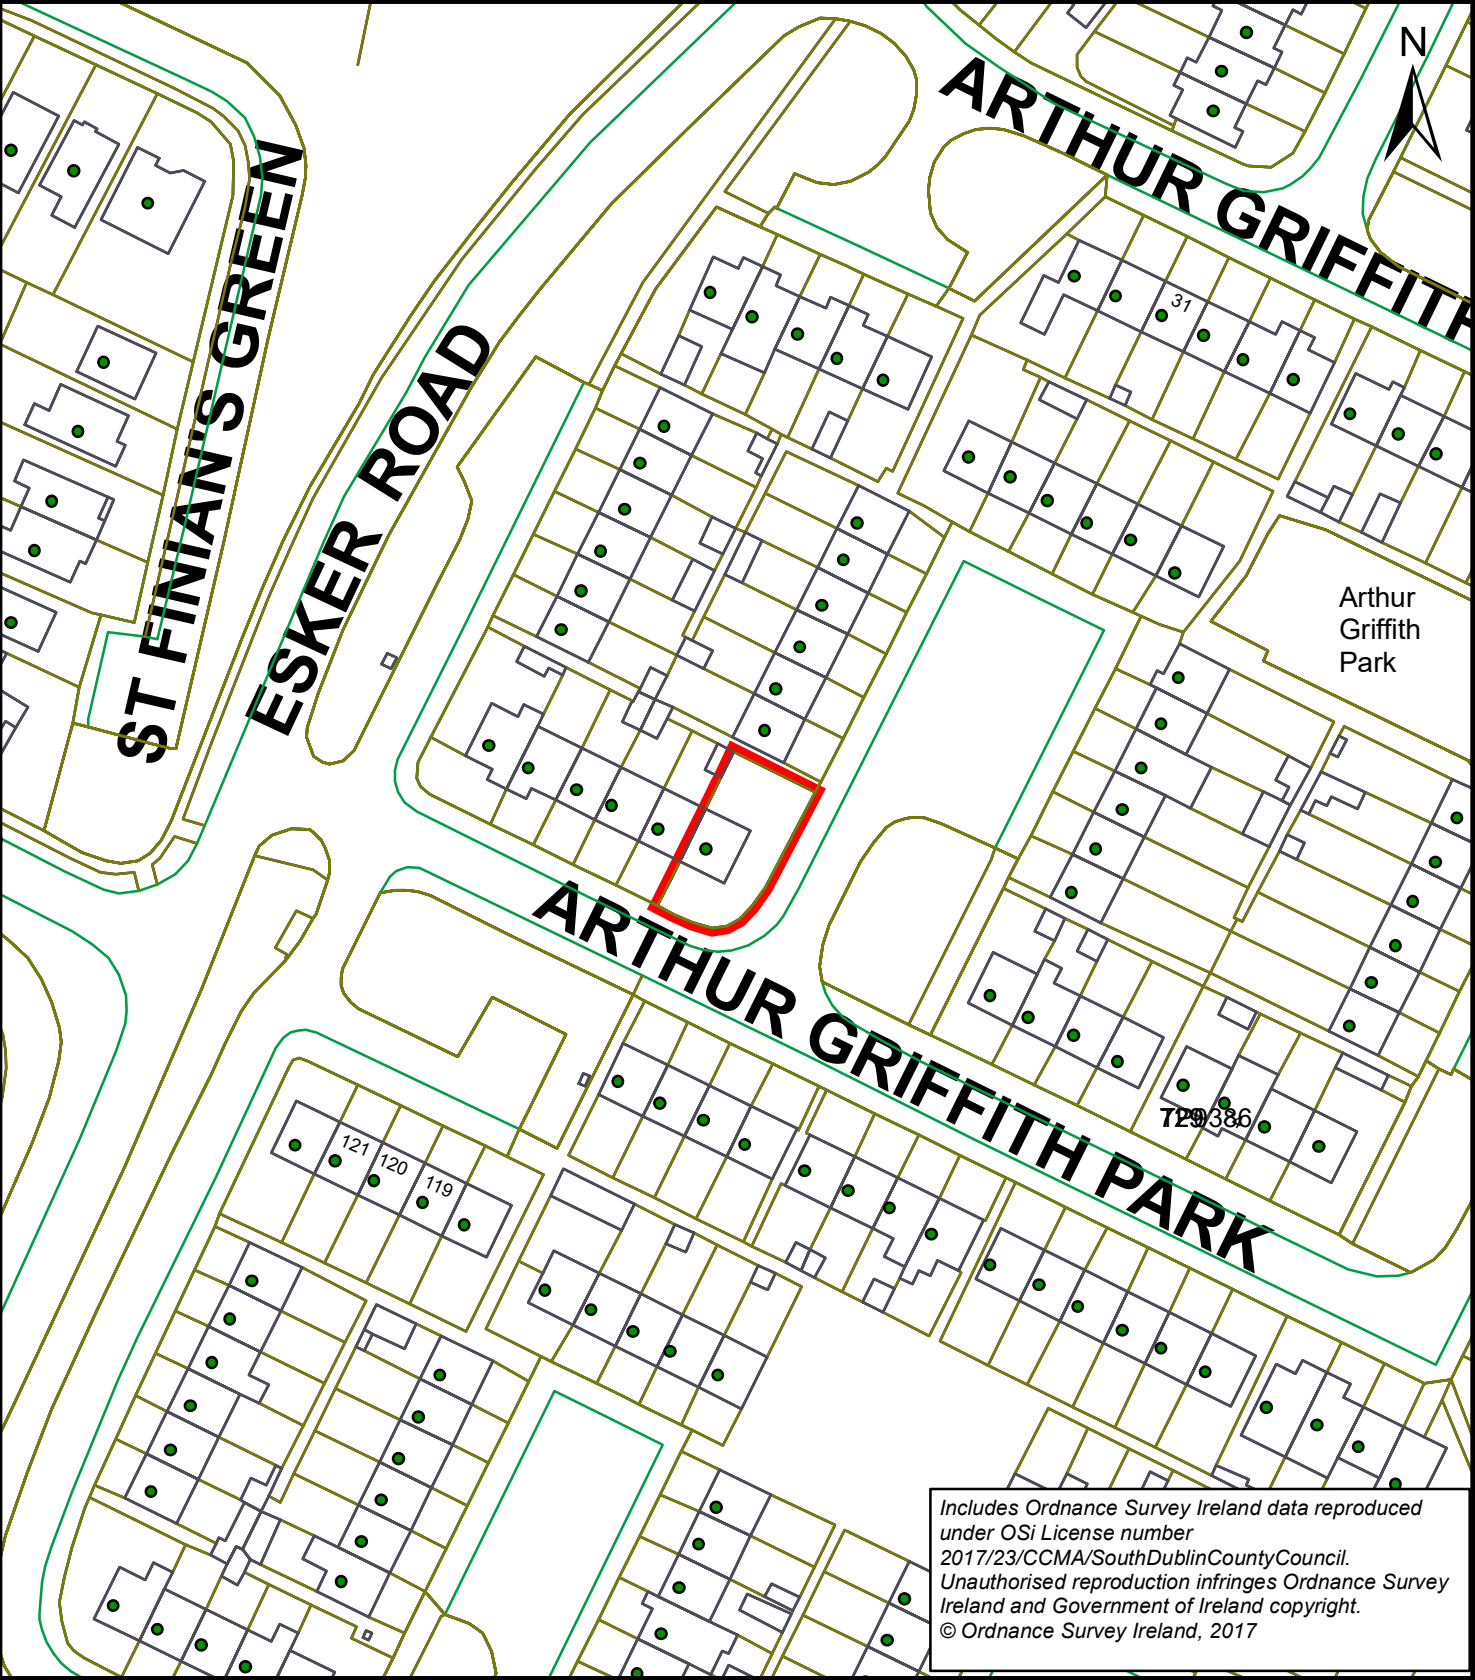 N
ARTHUR GRIFFITH
ST FINIAN'S GREEN
ESKER ROAD
31
Arthur
Griffith
Park
ARTHUR GRIFFITH PARK
121
120
119
Includes Ordnance Survey Ireland data reproduced
under OSi License number
2017/23/CCMA/SouthDublinCountyCouncil.
Unauthorised reproduction infringes Ordnance Survey
Ireland and Government of Ireland copyright.
© Ordnance Survey Ireland, 2017